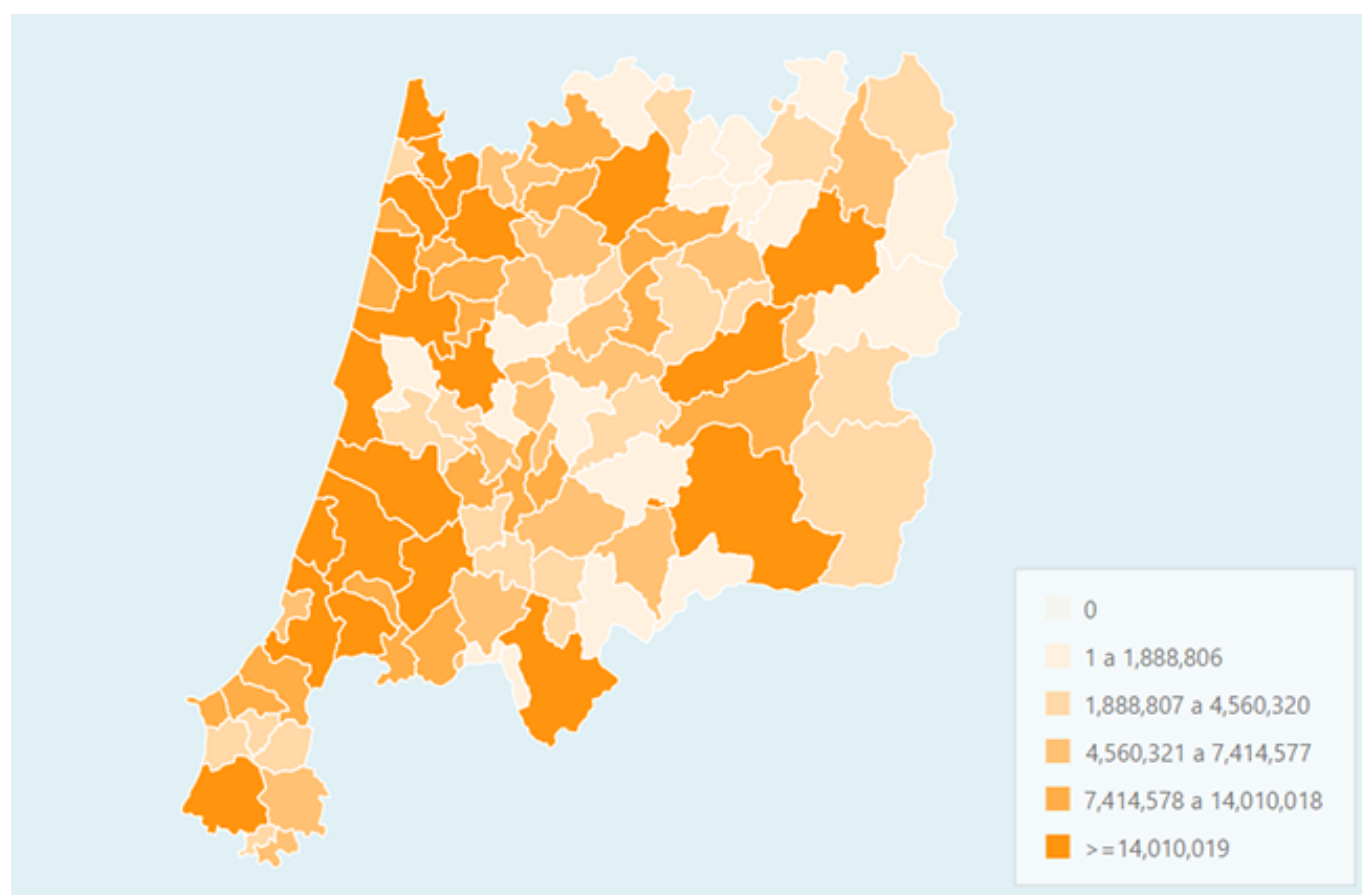 0
1 a 1,888,806
1,888,807 a 4,560,320
4,560,321 a 7,414,577
7,414,578 a 14,010,018
>=14,010,019